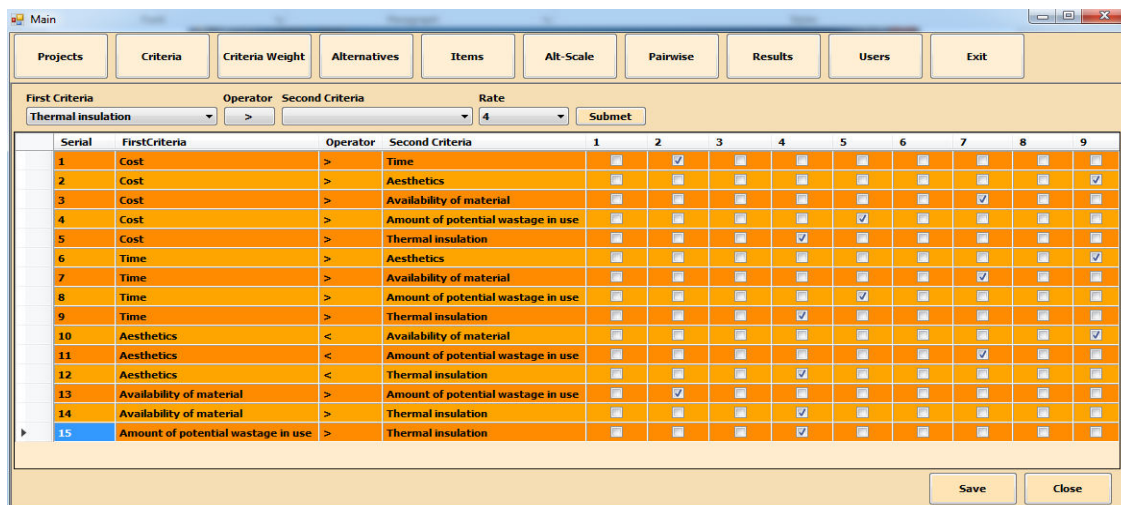 Main
Projects Criteria Criteria Weight Alternatives Items Alt-Scale Pairwise Results Users Exit
First Criteria Operator Second Criteria Rate
Thermal insulation > 4 Submet
Serial FirstCriteria Operator Second Criteria 1 2 3 4 5 6 7 8 9
1 Cost > Time
2 Cost > Aesthetics
3 Cost > Availability of material
4 Cost > Amount of potential wastage in use
5 Cost > Thermal insulation
6 Time > Aesthetics
7 Time > Availability of material
8 Time > Amount of potential wastage in use
9 Time > Thermal insulation
10 Aesthetics < Availability of material
11 Aesthetics < Amount of potential wastage in use
12 Aesthetics < Thermal insulation
13 Availability of material > Amount of potential wastage in use
14 Availability of material > Thermal insulation
15 Amount of potential wastage in use > Thermal insulation
Save Close